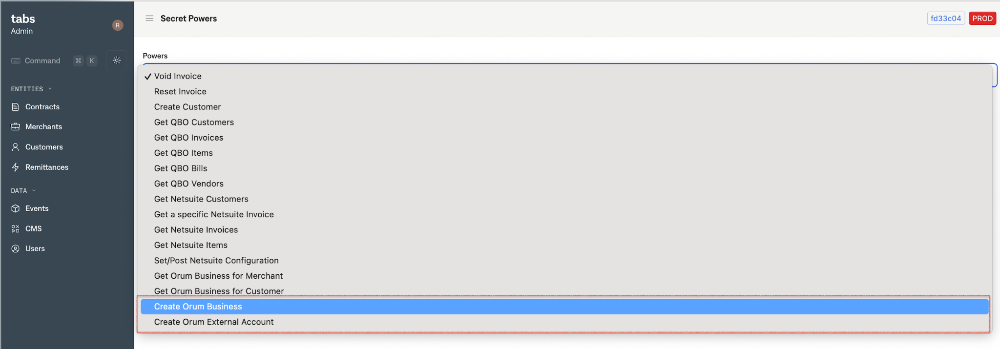 tabs
Admin
R
Command ⌘ K
ENTITIES
Contracts
Merchants
Customers
Remittances
DATA
Events
CMS
Users
Secret Powers
fd33c04 PROD
Powers
✓ Void Invoice
Reset Invoice
Create Customer
Get QBO Customers
Get QBO Invoices
Get QBO Items
Get QBO Bills
Get QBO Vendors
Get Netsuite Customers
Get a specific Netsuite Invoice
Get Netsuite Invoices
Get Netsuite Items
Set/Post Netsuite Configuration
Get Orum Business for Merchant
Get Orum Business for Customer
Create Orum Business
Create Orum External Account